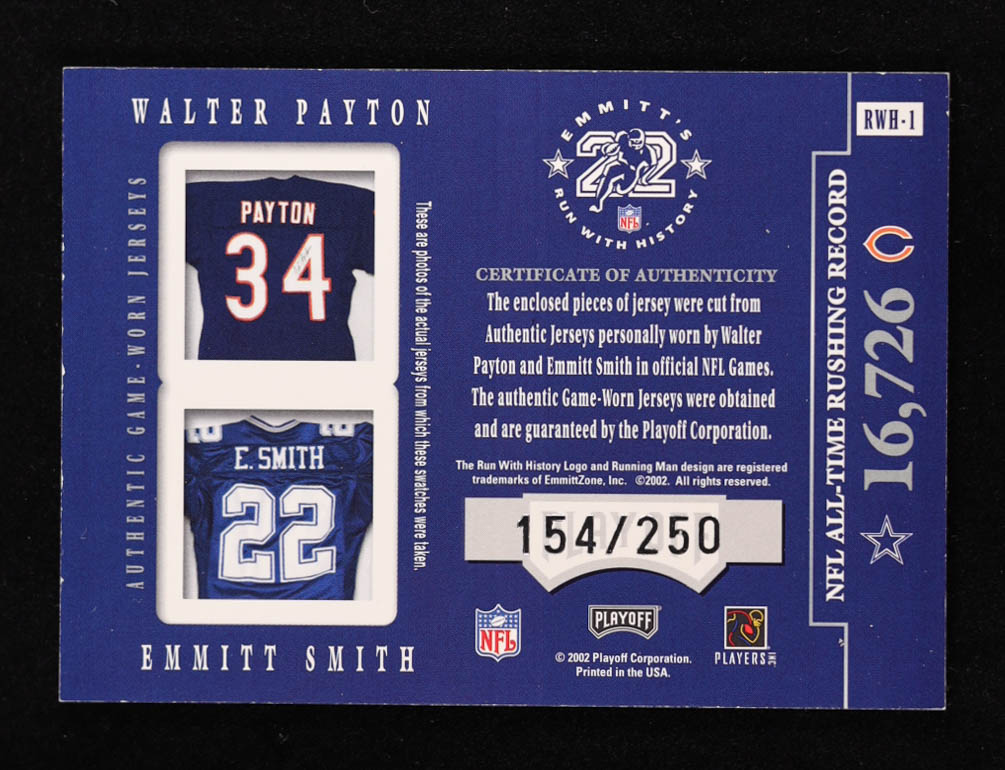 WALTER PAYTON
AUTHENTIC GAME-WORN JERSEYS
PAYTON
34
E. SMITH
22
22
22
EMMITT SMITH
These are photos of the actual jerseys from which these swatches were taken.
EMMITT'S
22
RUN WITH HISTORY
NFL
CERTIFICATE OF AUTHENTICITY
The enclosed pieces of jersey were cut from
Authentic Jerseys personally worn by Walter
Payton and Emmitt Smith in official NFL Games.
The authentic Game-Worn Jerseys were obtained
and are guaranteed by the Playoff Corporation.
The Run With History Logo and Running Man design are registered
trademarks of EmmittZone, Inc. ©2002. All rights reserved.
PLAYOFF
154/250
NFL
PLAYOFF
PLAYERS INC
© 2002 Playoff Corporation.
Printed in the USA.
RWH-1
NFL ALL-TIME RUSHING RECORD
16,726